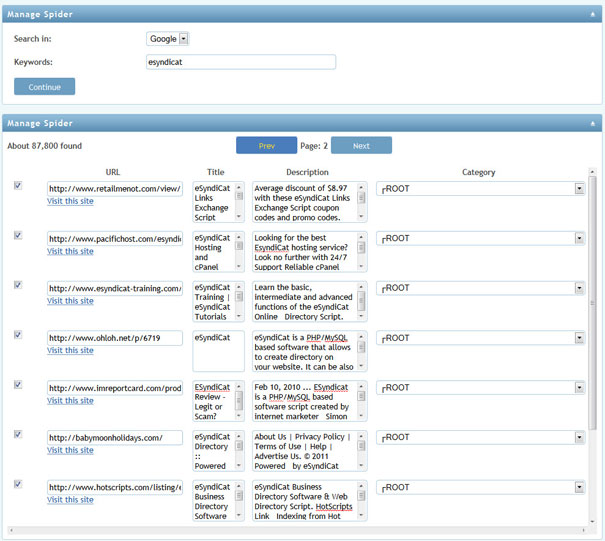 Manage Spider
Search in:
Google
Keywords:
esyndicat
Continue
Manage Spider
About 87,800 found
Prev
Page: 2
Next
URL
Title
Description
Category
http://www.retailmenot.com/view/
Visit this site
eSyndiCat
Links
Exchange
Script
Average discount of $8.97
with these eSyndiCat Links
Exchange Script coupon
codes and promo codes.
┌ROOT
http://www.pacifichost.com/esyndic
Visit this site
eSyndiCat
Hosting
and
cPanel
Looking for the best
EsyndiCat hosting service?
Look no further with 24/7
Support Reliable cPanel
┌ROOT
http://www.esyndicat-training.com/
Visit this site
eSyndiCat
Training |
eSyndiCat
Tutorials
Learn the basic,
intermediate and advanced
functions of the eSyndiCat
Online Directory Script.
┌ROOT
http://www.ohloh.net/p/6719
Visit this site
eSyndiCat
eSyndiCat is a PHP/MySQL
based software that allows
to create directory on
your website. It can be also
┌ROOT
http://www.imreportcard.com/prod
Visit this site
ESyndiCat
Review -
Legit or
Scam?
Feb 10, 2010 ... ESyndicat
is a PHP/MySQL based
software script created by
internet marketer Simon
┌ROOT
http://babymoonholidays.com/
Visit this site
eSyndiCat
Directory
::
Powered
About Us | Privacy Policy |
Terms of Use | Help |
Advertise Us. © 2011
Powered by eSyndiCat
┌ROOT
http://www.hotscripts.com/listing/e
Visit this site
eSyndiCat
Business
Directory
Software
eSyndiCat Business
Directory Software & Web
Directory Script. HotScripts
Link Indexing from Hot
┌ROOT